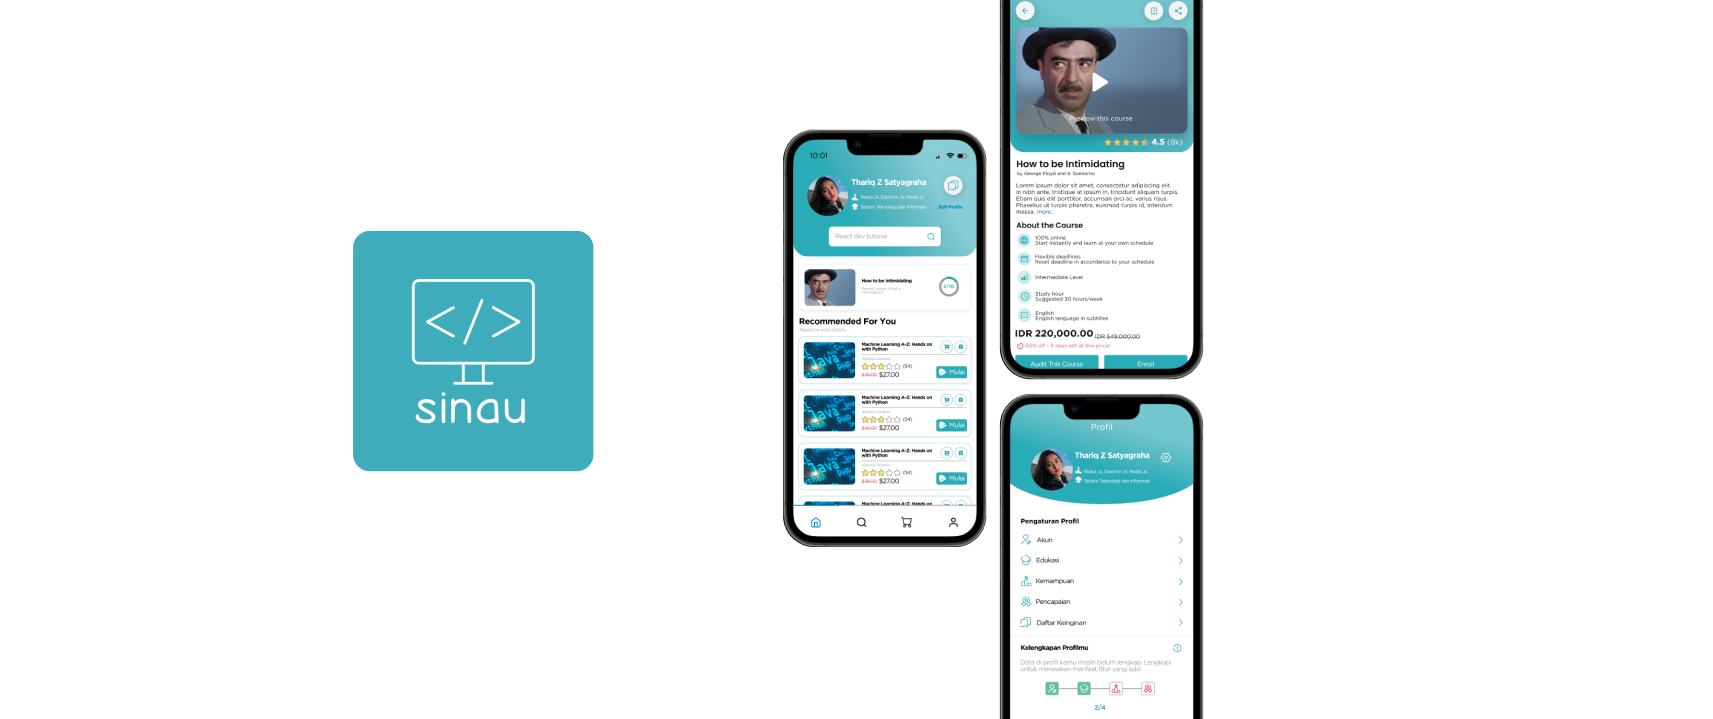 </>
sinau
10:01
Thariq Z Satyagraha
React Js, Electron Js, Node Js
Sistem Teknologi dan Informasi
Edit Profile
React dev tutorial
How to be Intimidating
2/10
Recommended For You
Based on your activity
Machine Learning A-Z: Hands on
with Python
(54)
$39.00 $27.00
Mulai
Machine Learning A-Z: Hands on
with Python
(54)
$39.00 $27.00
Mulai
Machine Learning A-Z: Hands on
with Python
(54)
$39.00 $27.00
Mulai
Machine Learning A-Z: Hands on
Preview this course
4.5 (8k)
How to be Intimidating
by George Floyd and Ir. Soekarno
Lorem ipsum dolor sit amet, consectetur adipiscing elit.
In nibh ante, tristique at ipsum in, tincidunt aliquam turpis.
Etiam quis elit porttitor, accumsan orci ac, varius risus.
Phasellus ut turpis pharetra, euismod turpis id, interdum
massa. more..
About the Course
100% online
Start instantly and learn at your own schedule
Flexible deadlines
Reset deadline in accordance to your schedule
Intermediate Level
Study hour
Suggested 30 hours/week
English
English language in subtitles
IDR 220,000.00 IDR 549,000.00
60% off - 5 days left at this price!
Audit This Course
Enroll
Profil
Thariq Z Satyagraha
React Js, Electron Js, Node Js
Sistem Teknologi dan Informasi
Pengaturan Profil
Akun
Edukasi
Kemampuan
Pencapaian
Daftar Keinginan
Kelengkapan Profilmu
Data di profil kamu masih belum lengkap. Lengkapi
untuk merasakan manfaat fitur yang ada!
2/4